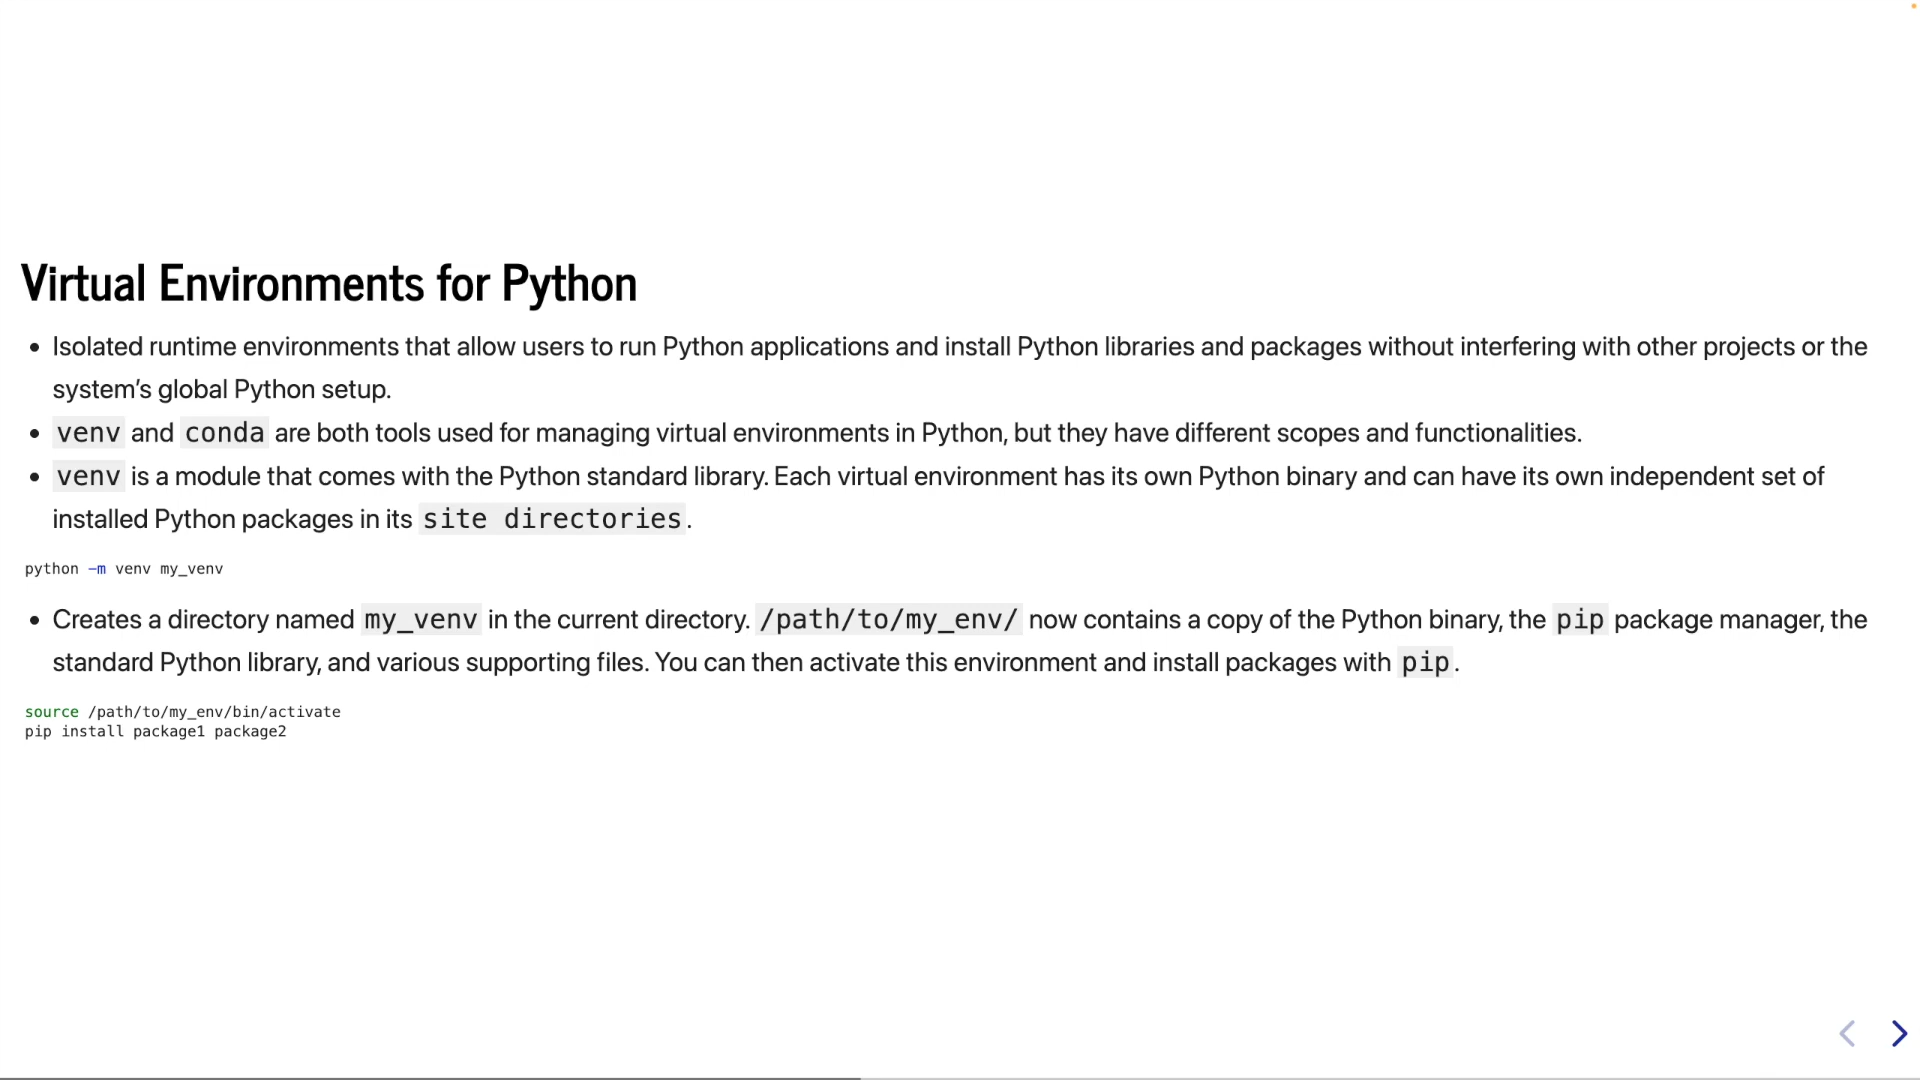 Virtual Environments for Python
• Isolated runtime environments that allow users to run Python applications and install Python libraries and packages without interfering with other projects or the
system’s global Python setup.
• venv and conda are both tools used for managing virtual environments in Python, but they have different scopes and functionalities.
• venv is a module that comes with the Python standard library. Each virtual environment has its own Python binary and can have its own independent set of
installed Python packages in its site directories.
python -m venv my_venv
• Creates a directory named my_venv in the current directory. /path/to/my_env/ now contains a copy of the Python binary, the pip package manager, the
standard Python library, and various supporting files. You can then activate this environment and install packages with pip.
source /path/to/my_env/bin/activate
pip install package1 package2